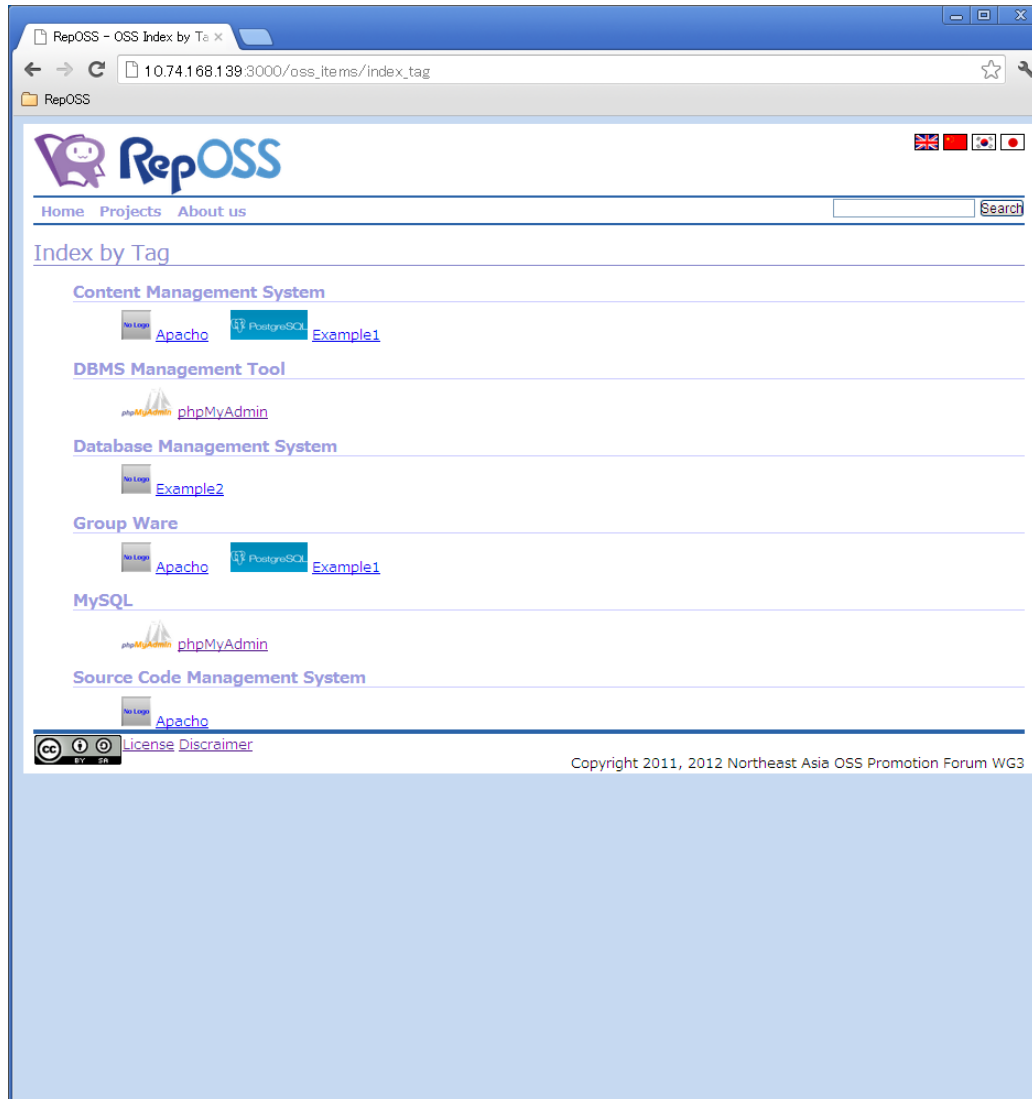 RepOSS - OSS Index by Ta
10.74.168.139:3000/oss_items/index_tag
RepOSS
RepOSS
Home Projects About us Search
Index by Tag
Content Management System
No Logo Apacho PostgreSQL Example1
DBMS Management Tool
phpMyAdmin phpMyAdmin
Database Management System
No Logo Example2
Group Ware
No Logo Apacho PostgreSQL Example1
MySQL
phpMyAdmin phpMyAdmin
Source Code Management System
No Logo Apacho
cc BY SA License Discraimer
Copyright 2011, 2012 Northeast Asia OSS Promotion Forum WG3